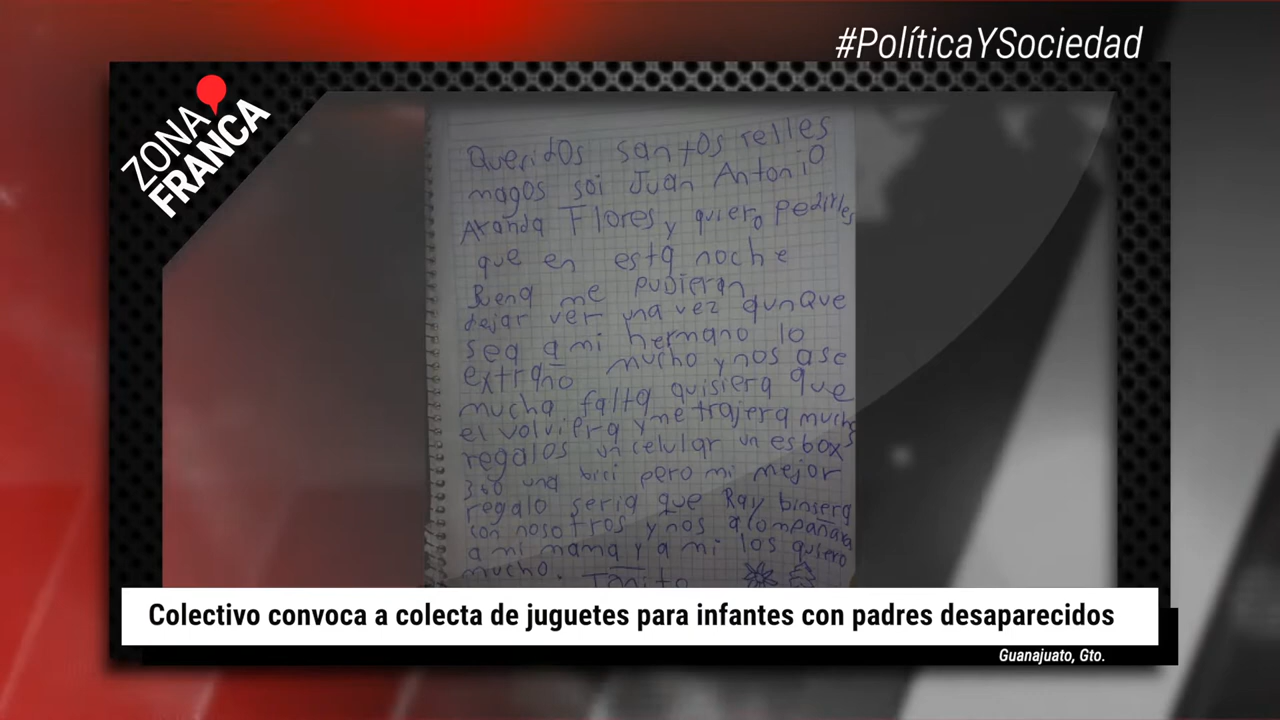 #PolíticaYSociedad
ZONA
FRANCA
Queridos santos relles
magos soi Juan Antonio
Aranda Flores y quiero pedirles
que en esta noche
Buena me pudieran
dejar ver una vez aunque
sea a mi hermano lo
extraño mucho y nos ase
mucha falta quisiera que
el volviera y me trajera muchos
regalos un celular un esbox
360 una bici pero mi mejor
regalo seria que Ray binsera
con nosotros y nos acompañara
a mi mama y a mi los quiero
mucho. Toñito
Colectivo convoca a colecta de juguetes para infantes con padres desaparecidos
Guanajuato, Gto.